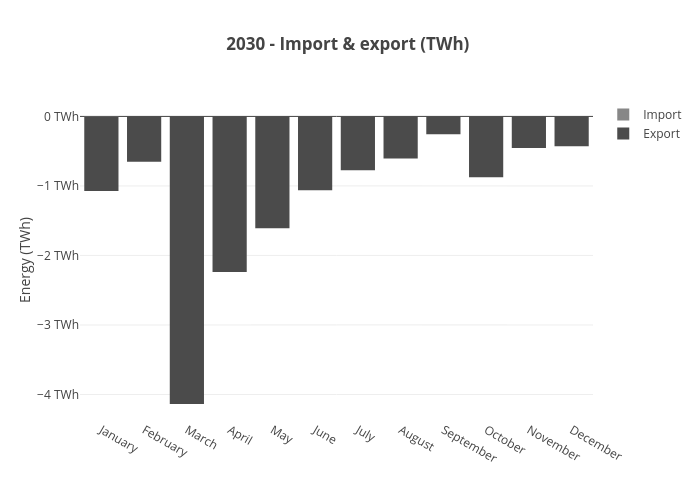 2030 - Import & export (TWh)
Import
Export
0 TWh
−1 TWh
−2 TWh
−3 TWh
−4 TWh
Energy (TWh)
January
February
March
April
May
June
July
August
September
October
November
December